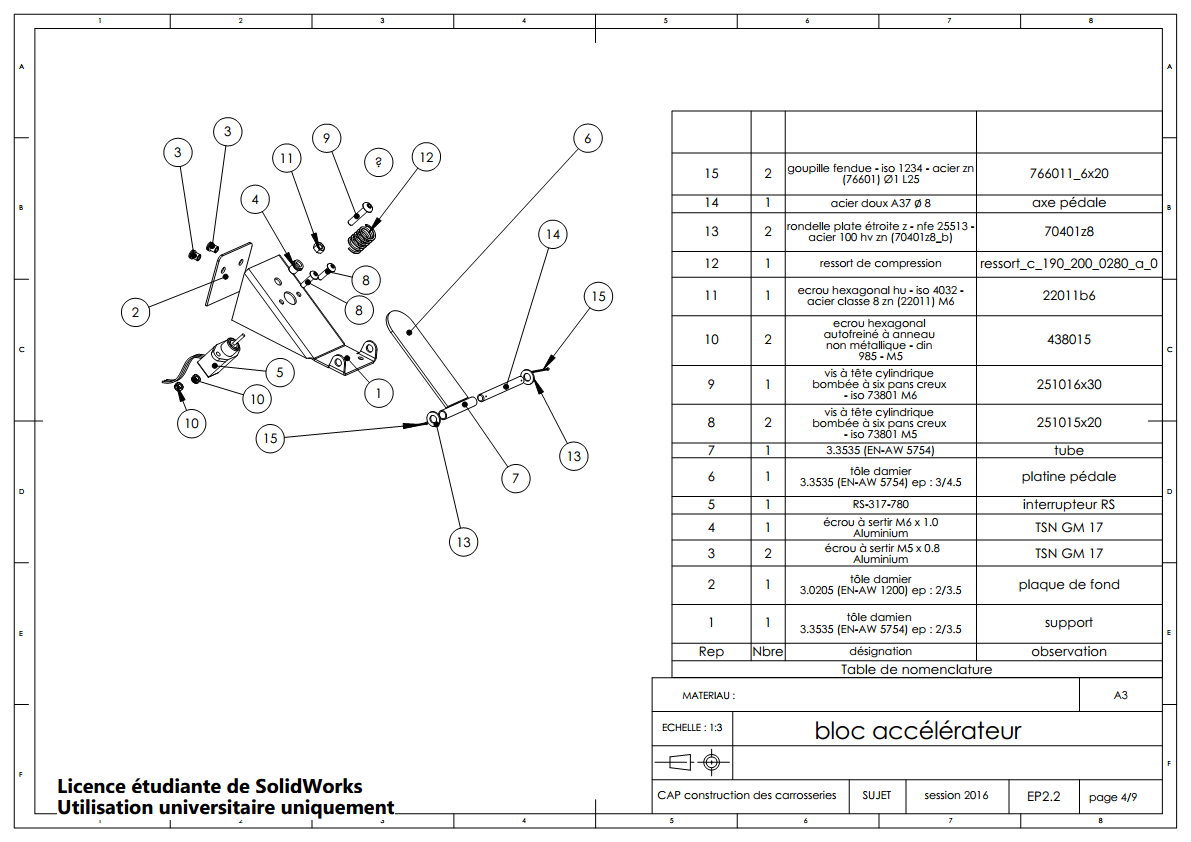 1 2 3 4 5 6 7 8
A A
3
3
9
?
6
11
12
4
B B
14
8
15
2
8
C C
5
1
10
10
15
13
7
D D
13
E E
F F
15 2 goupille fendue - iso 1234 - acier zn 766011_6x20
(76601) Ø1 L25
14 1 acier doux A37 Ø 8 axe pédale
13 2 rondelle plate étroite z - nfe 25513 - 70401z8
acier 100 hv zn (70401z8_b)
12 1 ressort de compression ressort_c_190_200_0280_a_0
11 1 ecrou hexagonal hu - iso 4032 - 22011b6
acier classe 8 zn (22011) M6
10 2 ecrou hexagonal 438015
autofreiné à anneau
non métallique - din
985 - M5
9 1 vis à tête cylindrique 251016x30
bombée à six pans creux
- iso 73801 M6
8 2 vis à tête cylindrique 251015x20
bombée à six pans creux
- iso 73801 M5
7 1 3.3535 (EN-AW 5754) tube
6 1 tôle damier platine pédale
3.3535 (EN-AW 5754) ep : 3/4.5
5 1 RS-317-780 interrupteur RS
4 1 écrou à sertir M6 x 1.0 TSN GM 17
Aluminium
3 2 écrou à sertir M5 x 0.8 TSN GM 17
Aluminium
2 1 tôle damier plaque de fond
3.0205 (EN-AW 1200) ep : 2/3.5
1 1 tôle damien support
3.3535 (EN-AW 5754) ep : 2/3.5
Rep Nbre désignation observation
Table de nomenclature
MATERIAU : A3
ECHELLE : 1:3 bloc accélérateur
CAP construction des carrosseries SUJET session 2016 EP2.2 page 4/9
Licence étudiante de SolidWorks
Utilisation universitaire uniquement
1 2 3 4 5 6 7 8